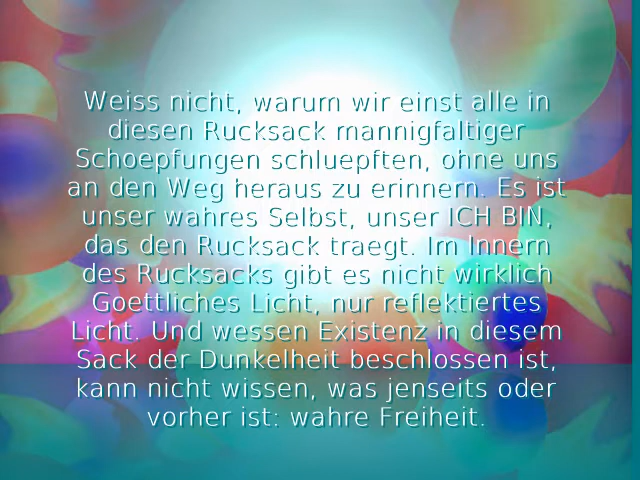 Weiss nicht, warum wir einst alle in
diesen Rucksack mannigfaltiger
Schoepfungen schluepften, ohne uns
an den Weg heraus zu erinnern. Es ist
unser wahres Selbst, unser ICH BIN,
das den Rucksack traegt. Im Innern
des Rucksacks gibt es nicht wirklich
Goettliches Licht, nur reflektiertes
Licht. Und wessen Existenz in diesem
Sack der Dunkelheit beschlossen ist,
kann nicht wissen, was jenseits oder
vorher ist: wahre Freiheit.